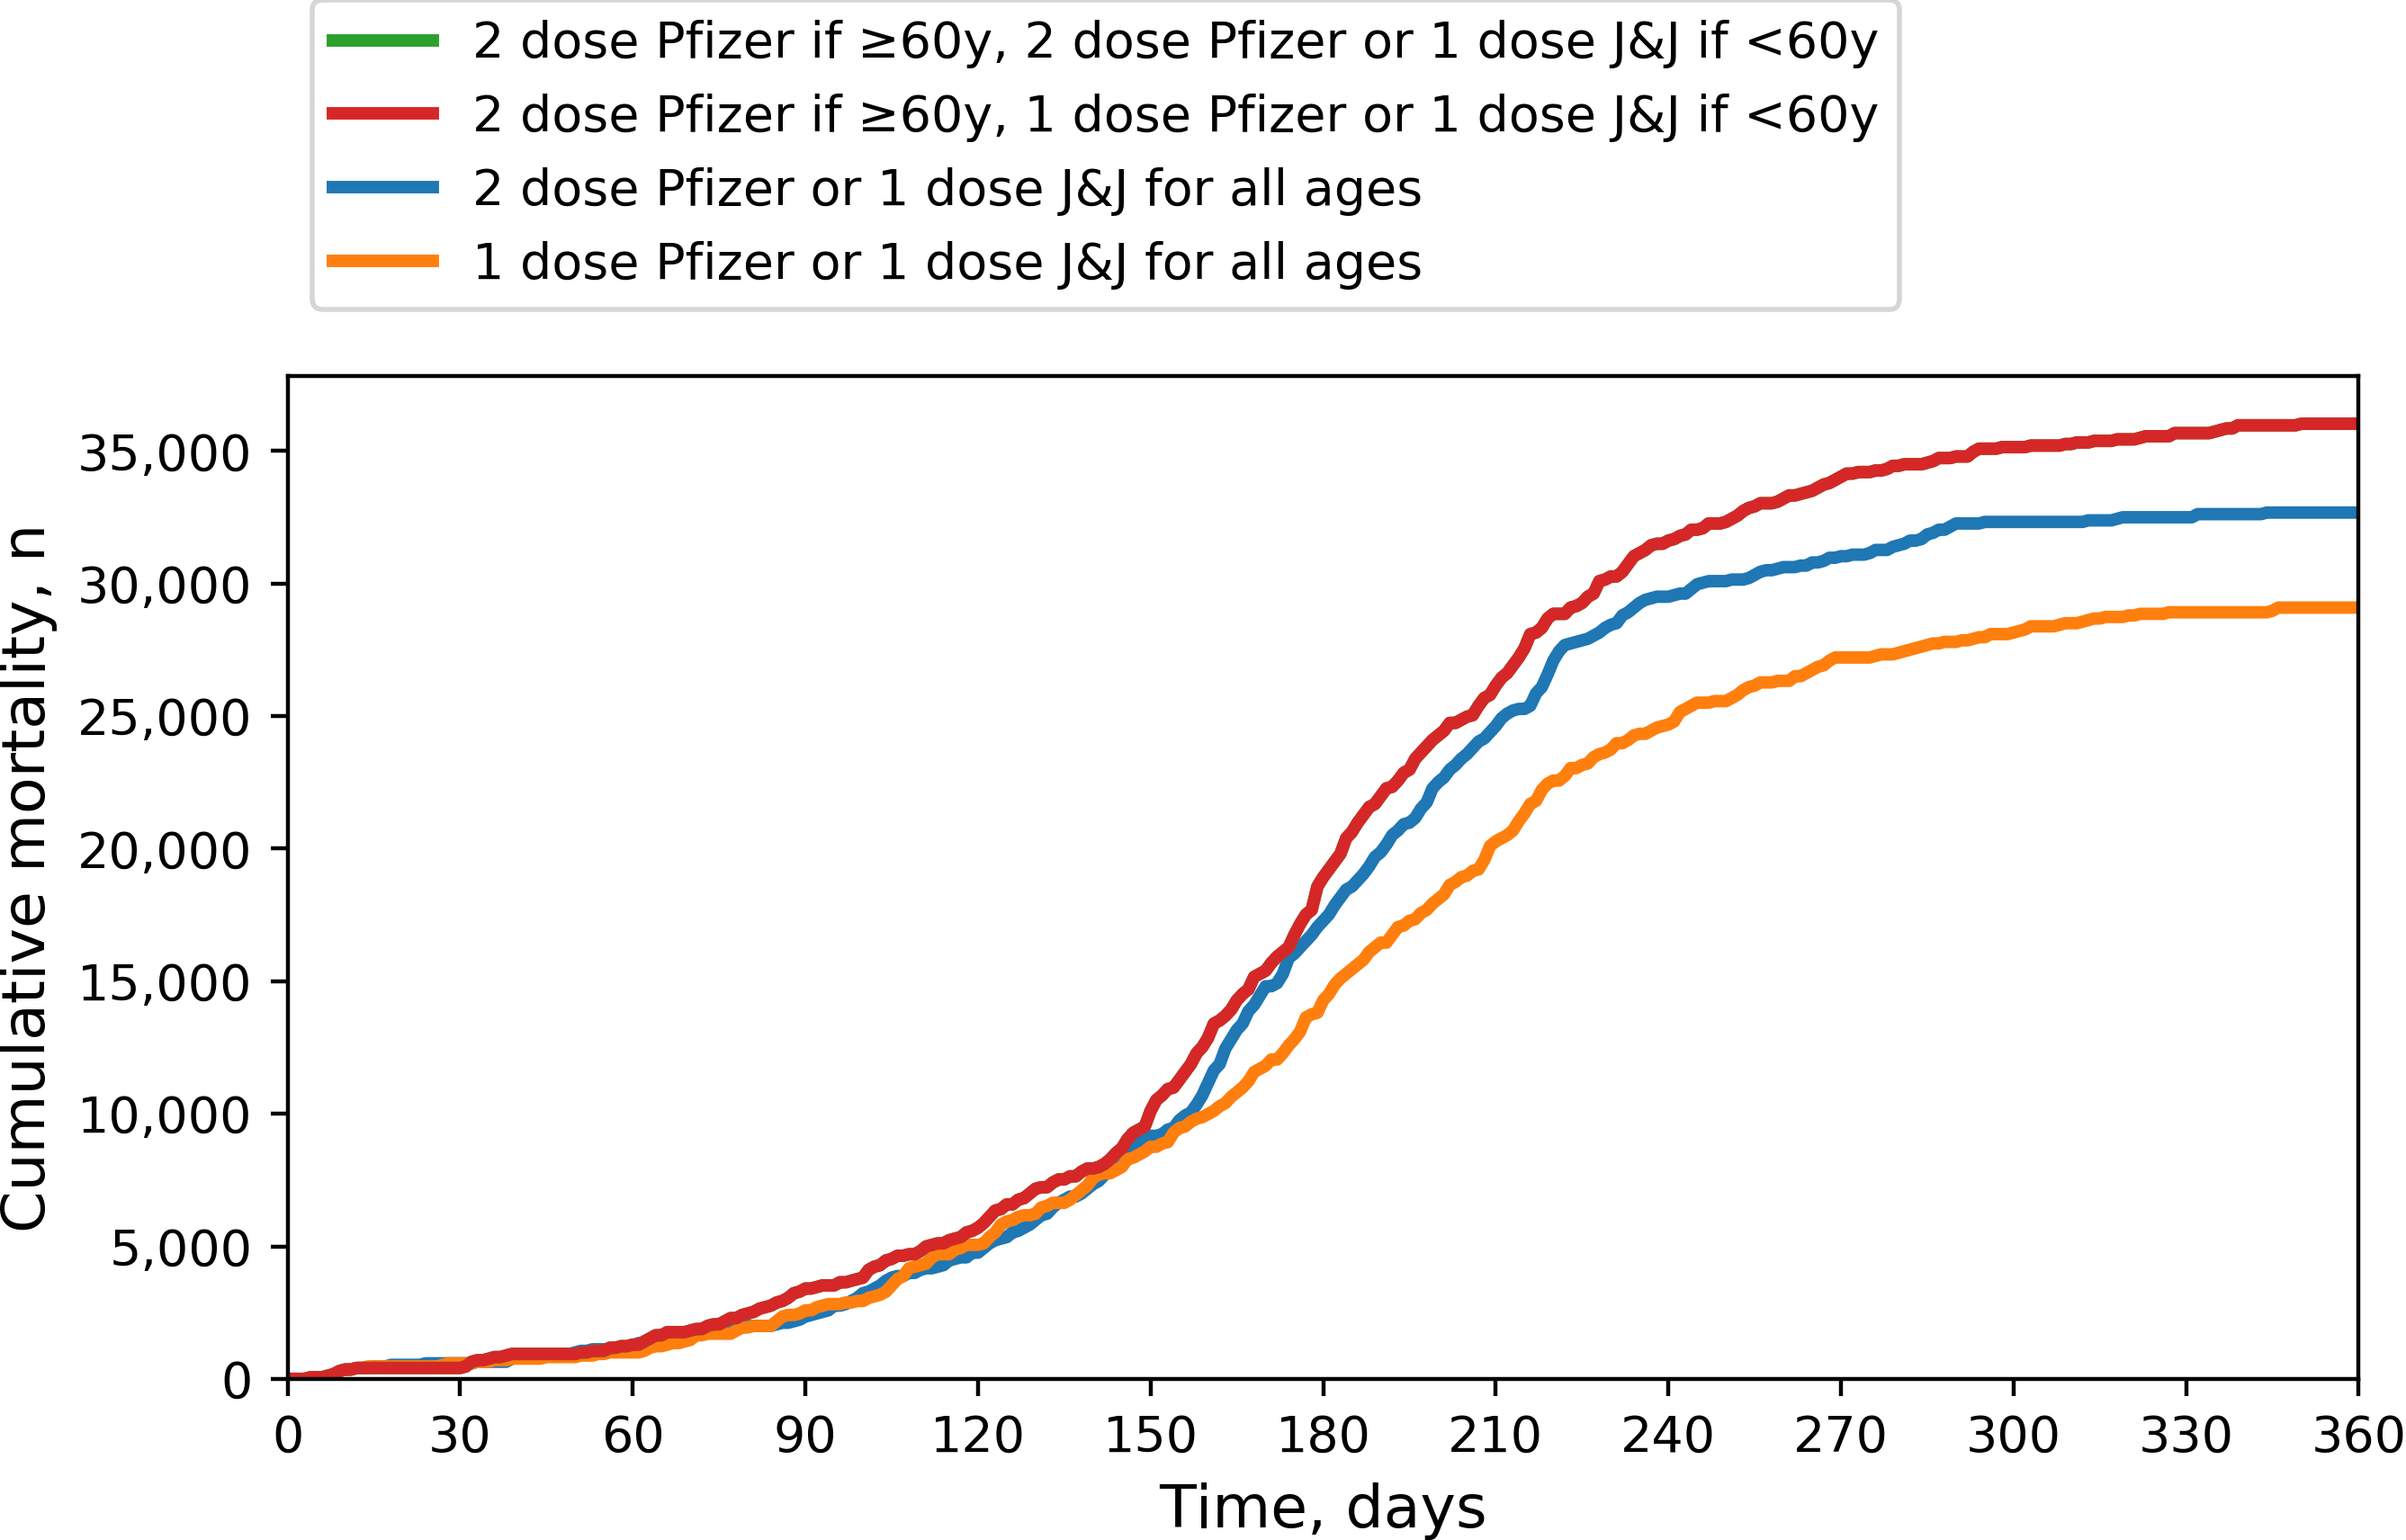 2 dose Pfizer if ≥60y, 2 dose Pfizer or 1 dose J&J if <60y
2 dose Pfizer if ≥60y, 1 dose Pfizer or 1 dose J&J if <60y
2 dose Pfizer or 1 dose J&J for all ages
1 dose Pfizer or 1 dose J&J for all ages
Cumulative mortality, n
35,000
30,000
25,000
20,000
15,000
10,000
5,000
0
0 30 60 90 120 150 180 210 240 270 300 330 360
Time, days